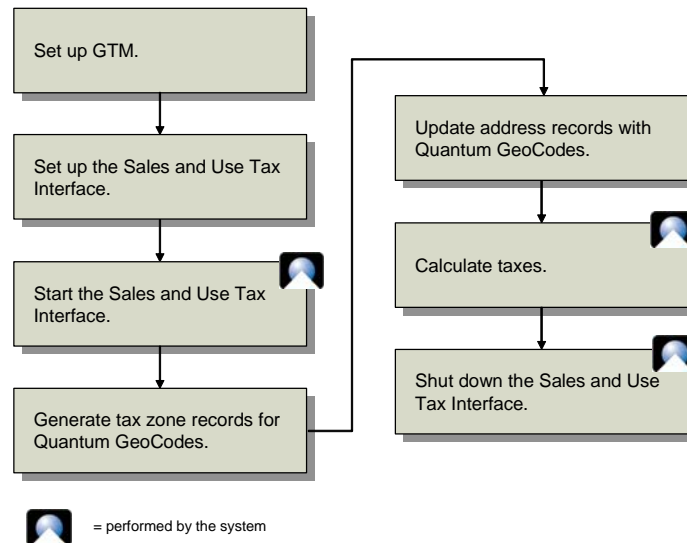 Set up GTM.
Set up the Sales and Use Tax
Interface.
Start the Sales and Use Tax
Interface.
Generate tax zone records for
Quantum GeoCodes.
Update address records with
Quantum GeoCodes.
Calculate taxes.
Shut down the Sales and Use
Tax Interface.
= performed by the system